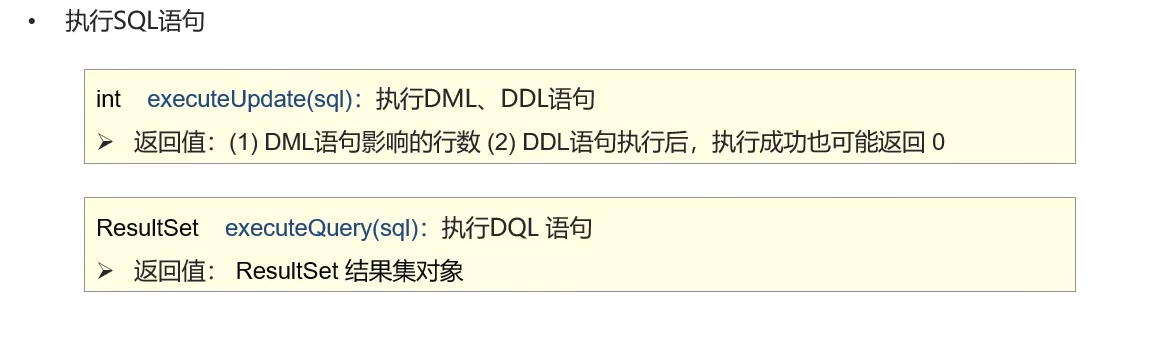 • 执行SQL语句
int executeUpdate(sql)：执行DML、DDL语句
➢ 返回值：(1) DML语句影响的行数 (2) DDL语句执行后，执行成功也可能返回 0
ResultSet executeQuery(sql)：执行DQL 语句
➢ 返回值： ResultSet 结果集对象